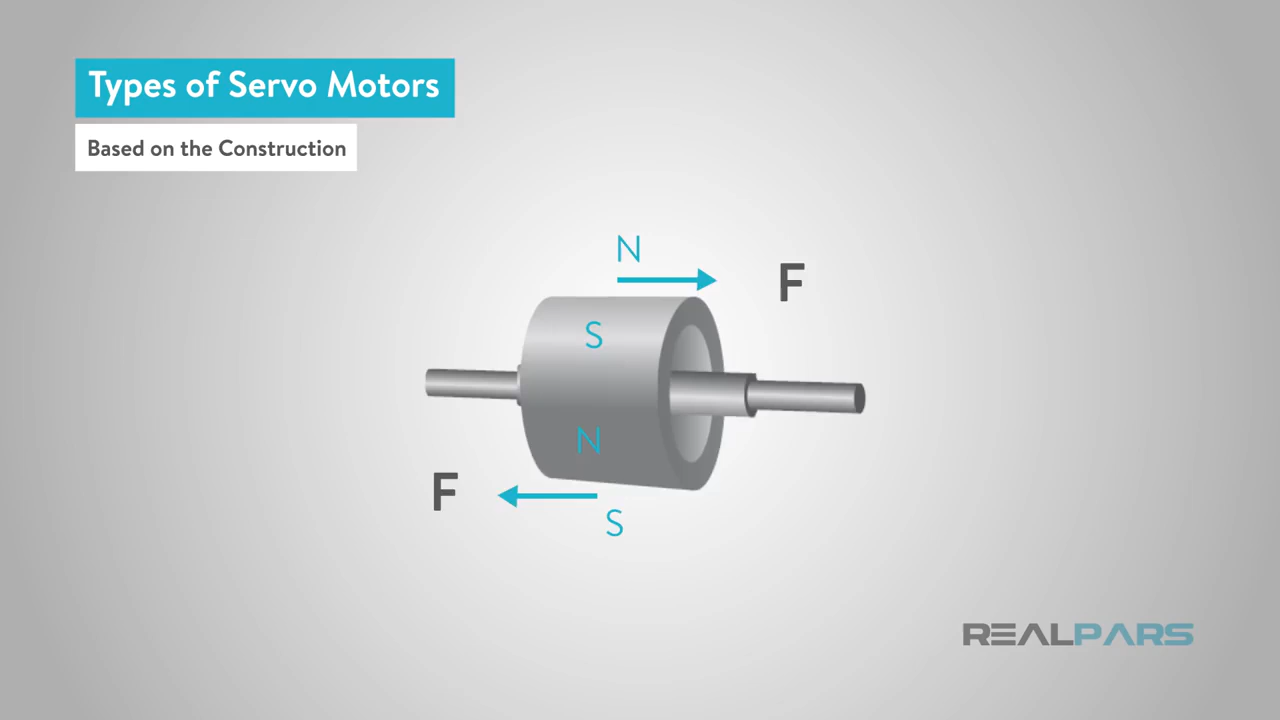 Types of Servo Motors
Based on the Construction
N
F
S
N
F
S
REALPARS